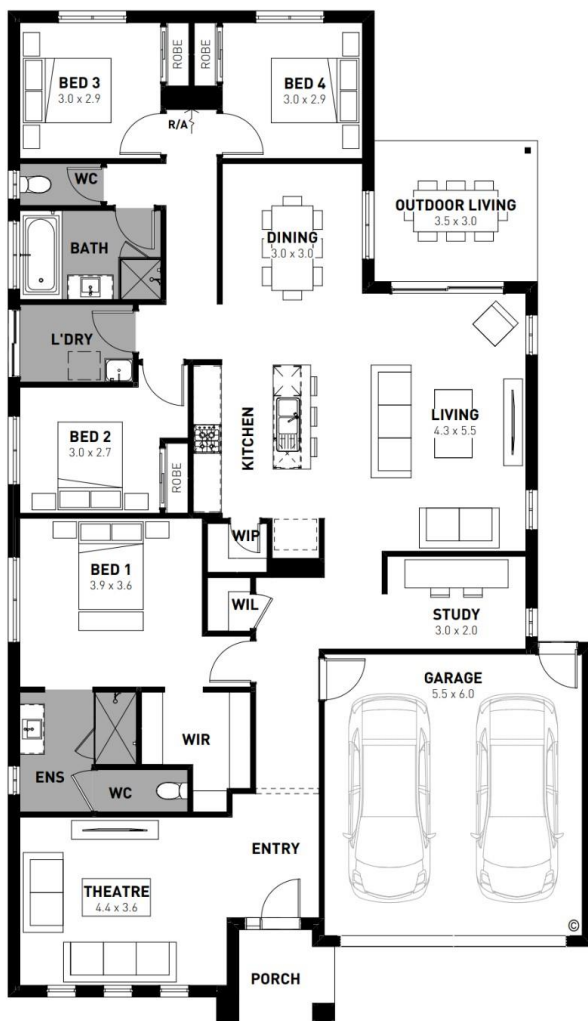 BED 3
3.0 x 2.9
ROBE
ROBE
BED 4
3.0 x 2.9
R/A
WC
BATH
DINING
3.0 x 3.0
OUTDOOR LIVING
3.5 x 3.0
L'DRY
BED 2
3.0 x 2.7
ROBE
KITCHEN
LIVING
4.3 x 5.5
WIP
BED 1
3.9 x 3.6
WIL
STUDY
3.0 x 2.0
GARAGE
5.5 x 6.0
WIR
ENS
WC
ENTRY
THEATRE
4.4 x 3.6
PORCH
©